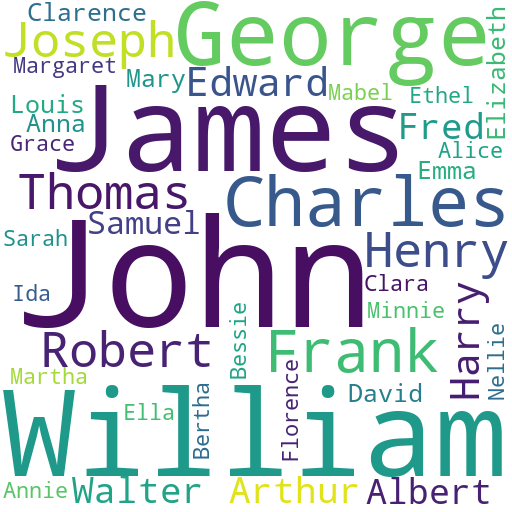 Clarence
Joseph
George
Elizabeth
Margaret
Mary
Edward
Mabel
Ethel
Louis
James
Anna
Fred
Grace
Alice
Emma
Thomas
Charles
Samuel
Sarah
John
Henry
Ida
Clara
Minnie
Harry
Nellie
Robert
Bessie
Frank
Martha
William
Ella
Bertha
Florence
David
Annie
Walter
Arthur
Albert